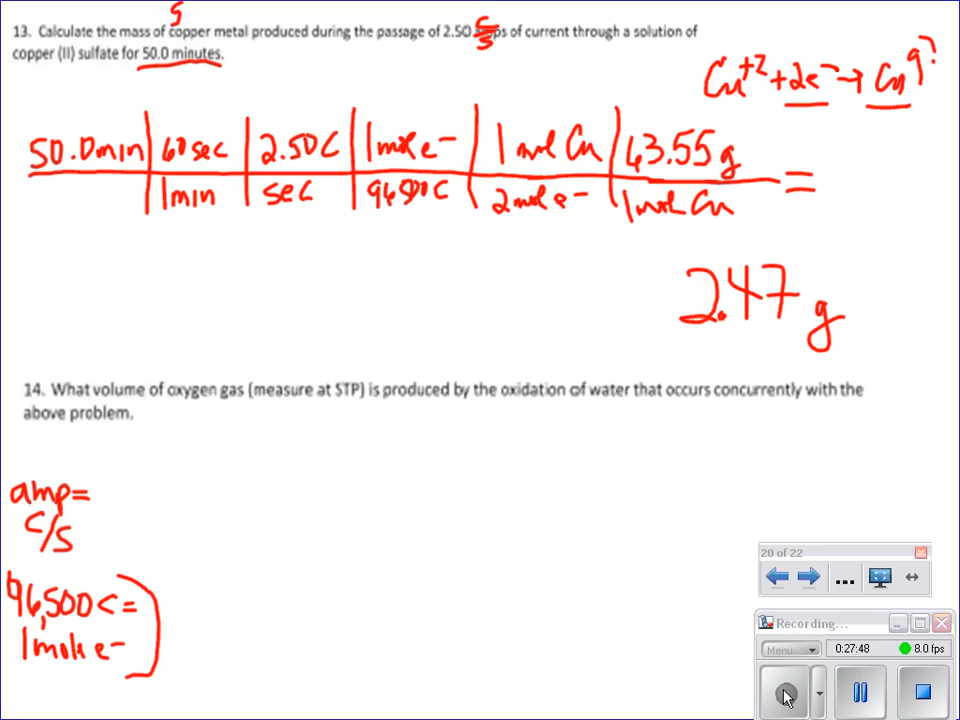 13. Calculate the mass of copper metal produced during the passage of 2.50 amps of current through a solution of
copper (II) sulfate for 50.0 minutes.
g
C/s
Cu+2 + 2e- → Cu g?
50.0min | 60sec | 2.50C | 1mole- | 1mol Cu | 63.55g =
1min | sec | 96500C | 2mole- | 1mol Cu
2.47 g
14. What volume of oxygen gas (measure at STP) is produced by the oxidation of water that occurs concurrently with the
above problem.
amp=
C/S
96,500C=
1mole-
20 of 22
...
Recording...
Menu
0:27:48
8.0 fps